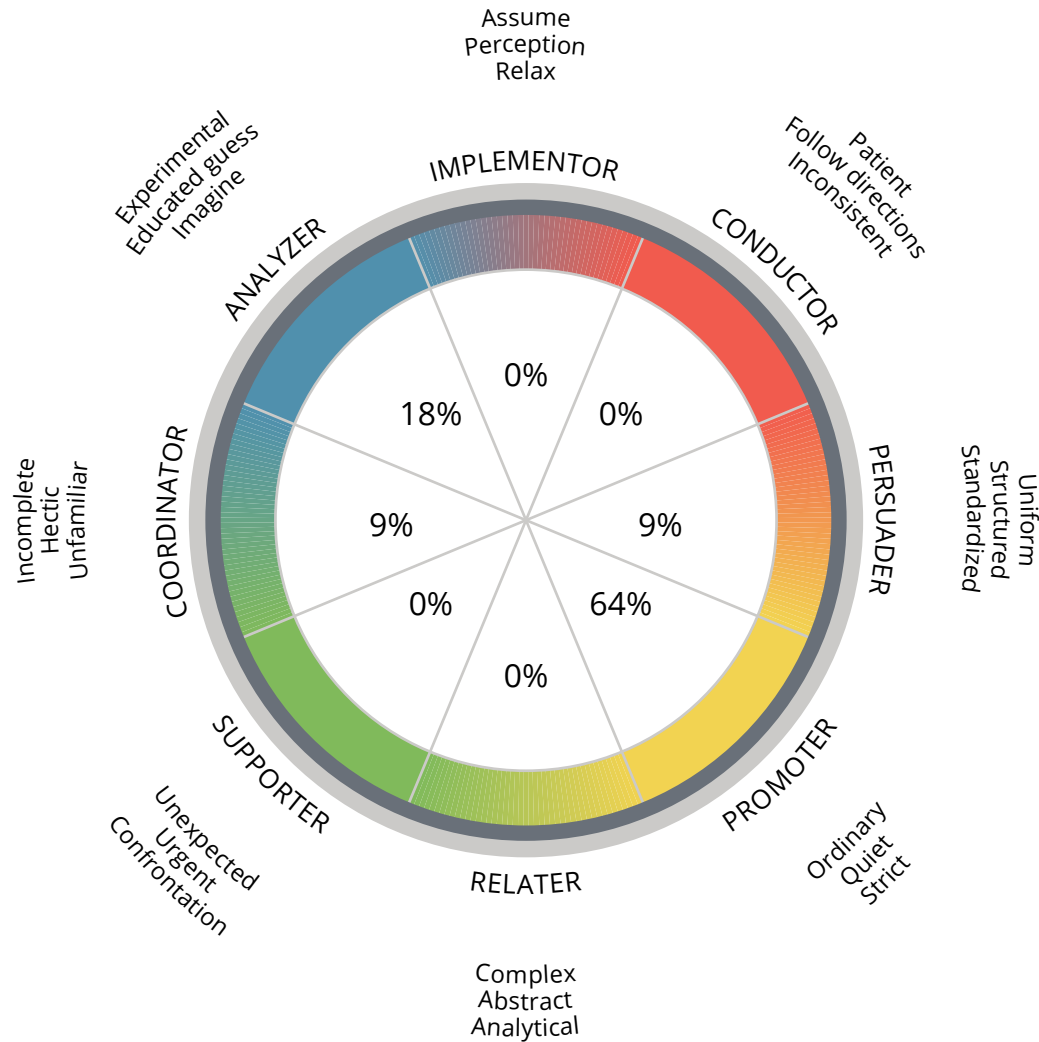 Assume
Perception
Relax
IMPLEMENTOR
0%
Patient
Follow directions
Inconsistent
CONDUCTOR
0%
Uniform
Structured
Standardized
PERSUADER
9%
Ordinary
Quiet
Strict
PROMOTER
64%
RELATER
0%
Complex
Abstract
Analytical
SUPPORTER
0%
Unexpected
Urgent
Confrontation
COORDINATOR
9%
Incomplete
Hectic
Unfamiliar
ANALYZER
18%
Experimental
Educated guess
Imagine